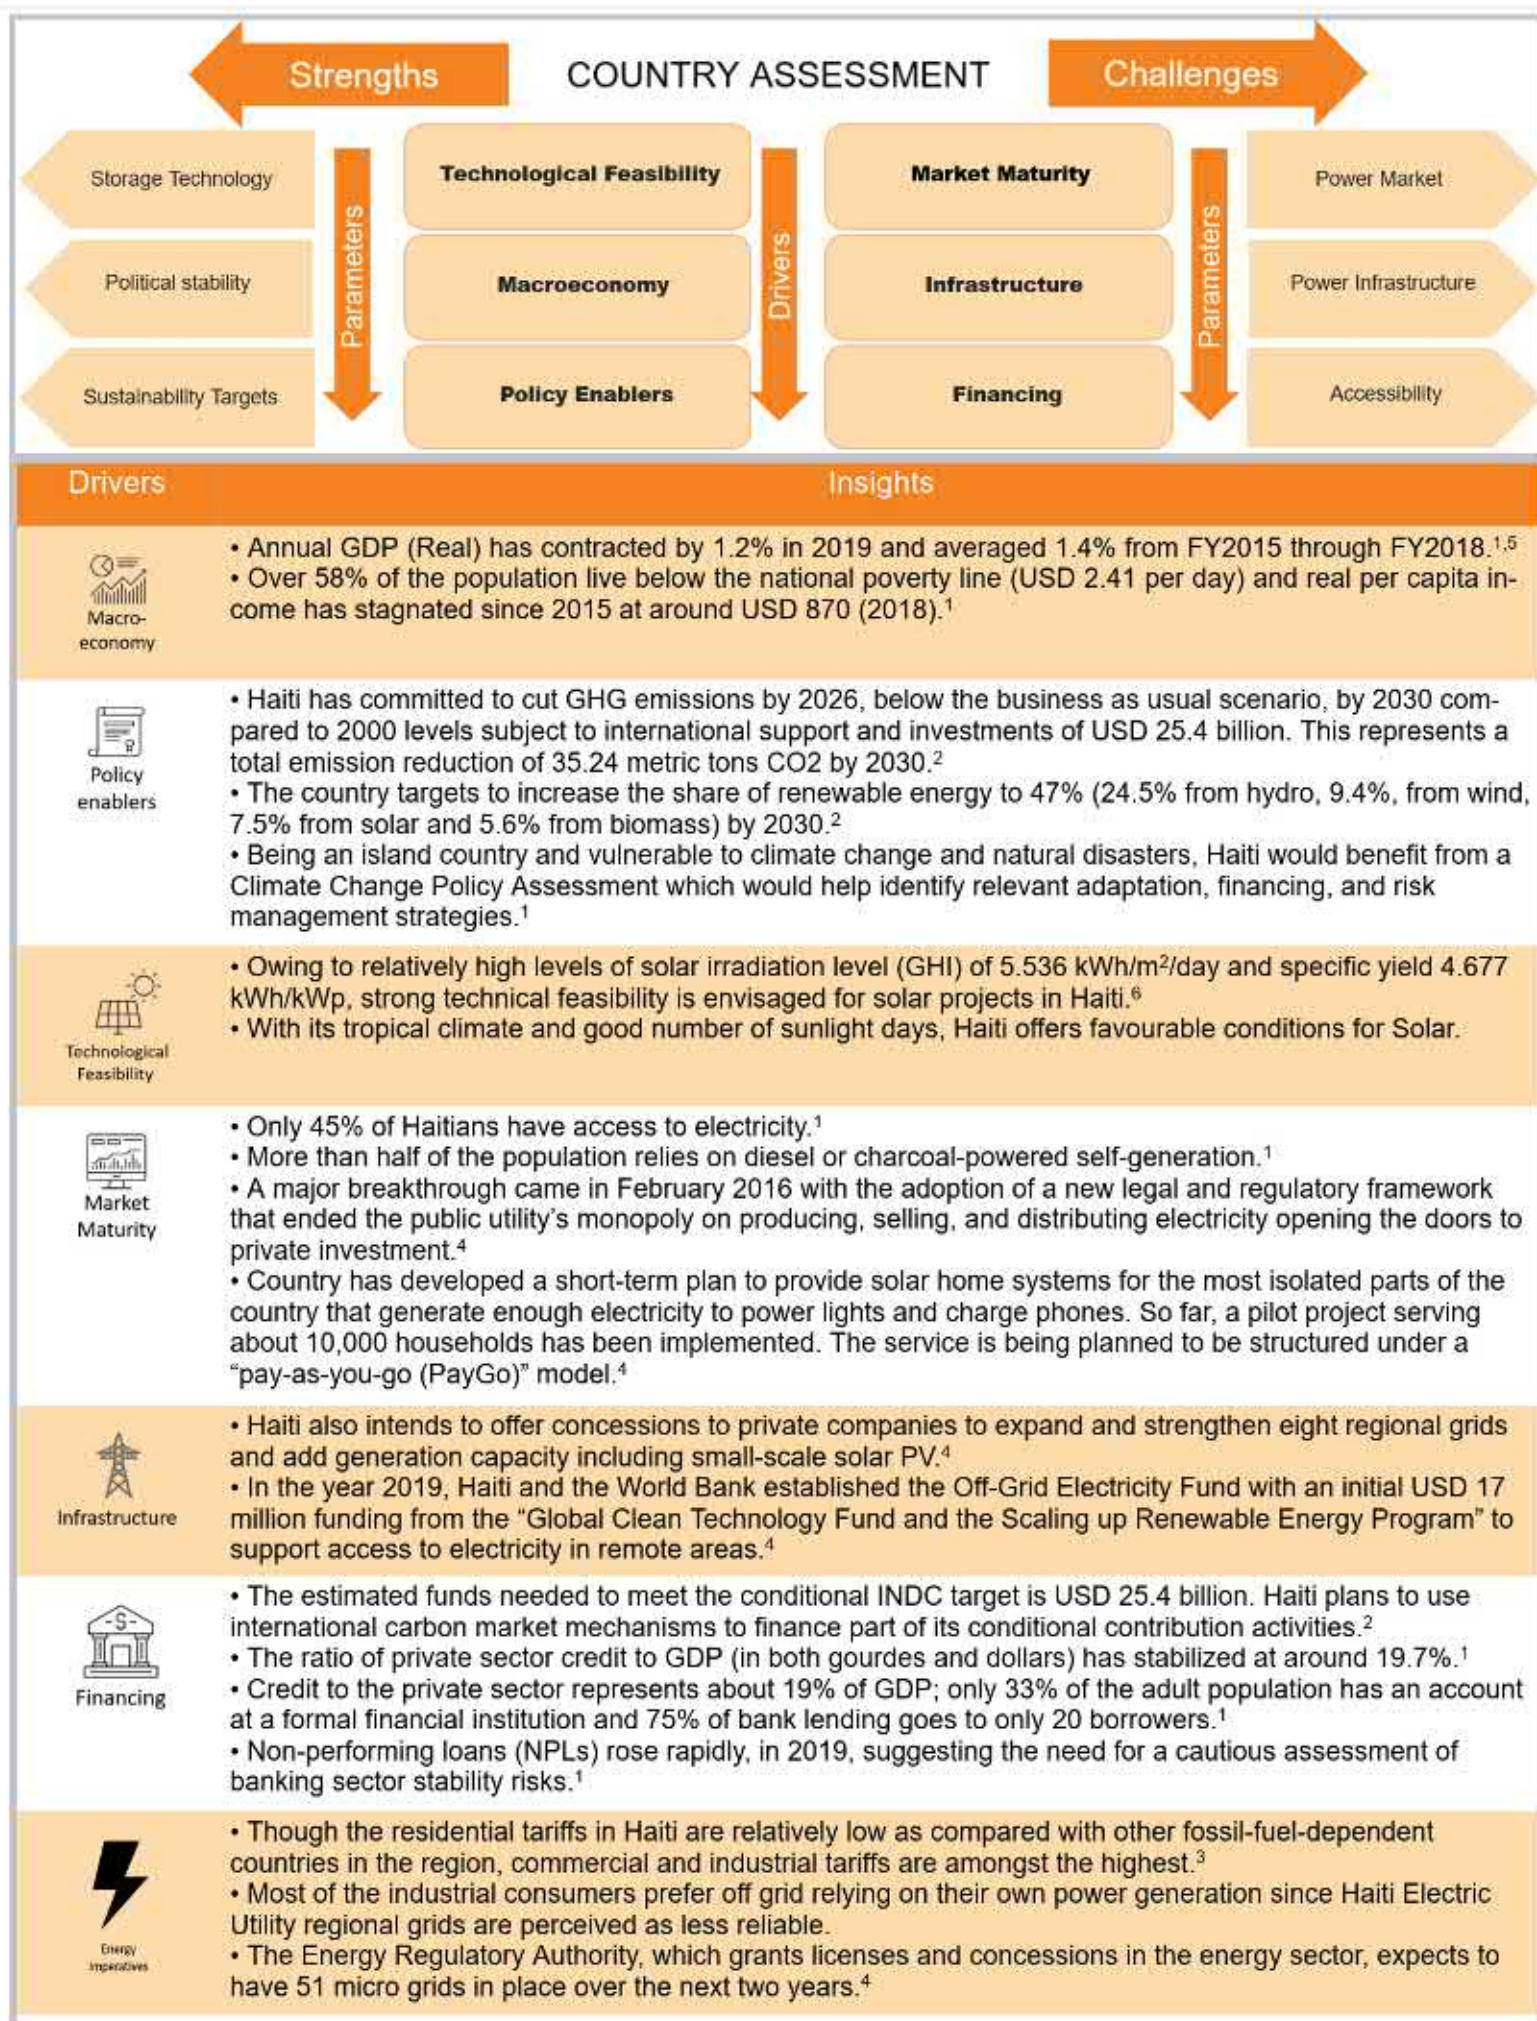 Strengths
COUNTRY ASSESSMENT
Challenges
Storage Technology
Technological Feasibility
Market Maturity
Power Market
Political stability
Parameters
Macroeconomy
Drivers
Infrastructure
Parameters
Power Infrastructure
Sustainability Targets
Policy Enablers
Financing
Accessibility
Drivers
Insights
Macro-
economy
• Annual GDP (Real) has contracted by 1.2% in 2019 and averaged 1.4% from FY2015 through FY2018.1,5
• Over 58% of the population live below the national poverty line (USD 2.41 per day) and real per capita in-
come has stagnated since 2015 at around USD 870 (2018).1
Policy
enablers
• Haiti has committed to cut GHG emissions by 2026, below the business as usual scenario, by 2030 com-
pared to 2000 levels subject to international support and investments of USD 25.4 billion. This represents a
total emission reduction of 35.24 metric tons CO2 by 2030.2
• The country targets to increase the share of renewable energy to 47% (24.5% from hydro, 9.4%, from wind,
7.5% from solar and 5.6% from biomass) by 2030.2
• Being an island country and vulnerable to climate change and natural disasters, Haiti would benefit from a
Climate Change Policy Assessment which would help identify relevant adaptation, financing, and risk
management strategies.1
Technological
Feasibility
• Owing to relatively high levels of solar irradiation level (GHI) of 5.536 kWh/m2/day and specific yield 4.677
kWh/kWp, strong technical feasibility is envisaged for solar projects in Haiti.6
• With its tropical climate and good number of sunlight days, Haiti offers favourable conditions for Solar.
Market
Maturity
• Only 45% of Haitians have access to electricity.1
• More than half of the population relies on diesel or charcoal-powered self-generation.1
• A major breakthrough came in February 2016 with the adoption of a new legal and regulatory framework
that ended the public utility's monopoly on producing, selling, and distributing electricity opening the doors to
private investment.4
• Country has developed a short-term plan to provide solar home systems for the most isolated parts of the
country that generate enough electricity to power lights and charge phones. So far, a pilot project serving
about 10,000 households has been implemented. The service is being planned to be structured under a
“pay-as-you-go (PayGo)” model.4
Infrastructure
• Haiti also intends to offer concessions to private companies to expand and strengthen eight regional grids
and add generation capacity including small-scale solar PV.4
• In the year 2019, Haiti and the World Bank established the Off-Grid Electricity Fund with an initial USD 17
million funding from the “Global Clean Technology Fund and the Scaling up Renewable Energy Program” to
support access to electricity in remote areas.4
-$-
Financing
• The estimated funds needed to meet the conditional INDC target is USD 25.4 billion. Haiti plans to use
international carbon market mechanisms to finance part of its conditional contribution activities.2
• The ratio of private sector credit to GDP (in both gourdes and dollars) has stabilized at around 19.7%.1
• Credit to the private sector represents about 19% of GDP; only 33% of the adult population has an account
at a formal financial institution and 75% of bank lending goes to only 20 borrowers.1
• Non-performing loans (NPLs) rose rapidly, in 2019, suggesting the need for a cautious assessment of
banking sector stability risks.1
Energy
Imperatives
• Though the residential tariffs in Haiti are relatively low as compared with other fossil-fuel-dependent
countries in the region, commercial and industrial tariffs are amongst the highest.3
• Most of the industrial consumers prefer off grid relying on their own power generation since Haiti Electric
Utility regional grids are perceived as less reliable.
• The Energy Regulatory Authority, which grants licenses and concessions in the energy sector, expects to
have 51 micro grids in place over the next two years.4